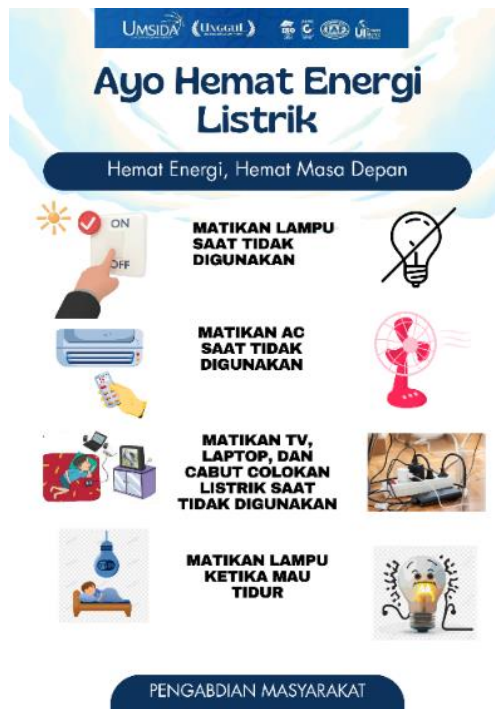 UMSIDA (UNGGUL)
Ayo Hemat Energi
Listrik
Hemat Energi, Hemat Masa Depan
ON
OFF
MATIKAN LAMPU
SAAT TIDAK
DIGUNAKAN
MATIKAN AC
SAAT TIDAK
DIGUNAKAN
MATIKAN TV,
LAPTOP, DAN
CABUT COLOKAN
LISTRIK SAAT
TIDAK DIGUNAKAN
MATIKAN LAMPU
KETIKA MAU
TIDUR
PENGABDIAN MASYARAKAT